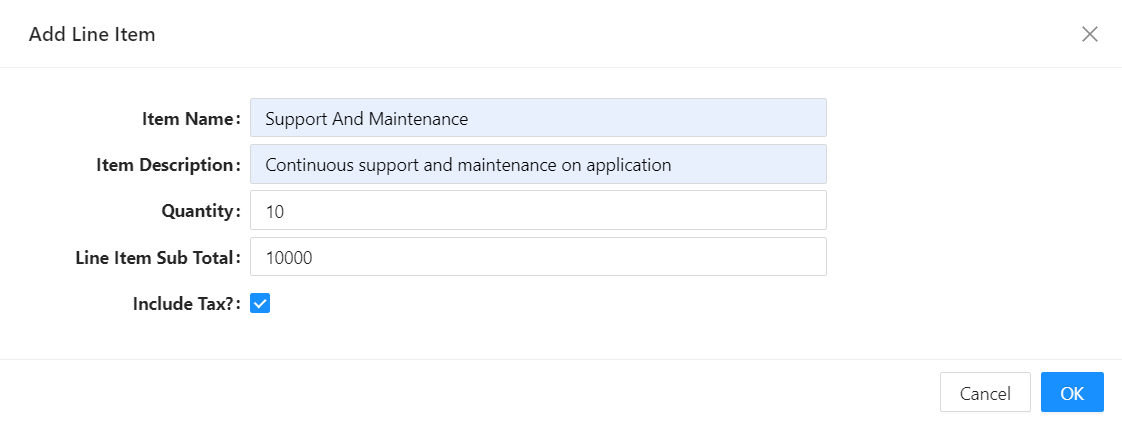 Add Line Item
Item Name: Support And Maintenance
Item Description: Continuous support and maintenance on application
Quantity: 10
Line Item Sub Total: 10000
Include Tax?:
Cancel OK